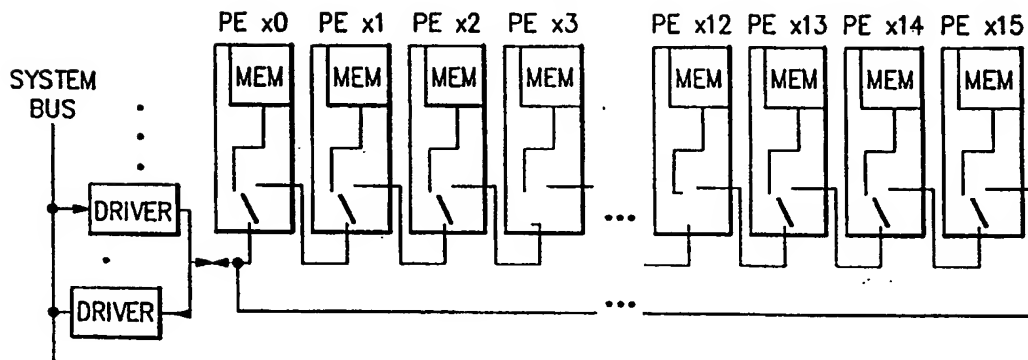 PE x0 PE x1 PE x2 PE x3 PE x12 PE x13 PE x14 PE x15
MEM MEM MEM MEM MEM MEM MEM MEM
SYSTEM
BUS
DRIVER
...
DRIVER
...